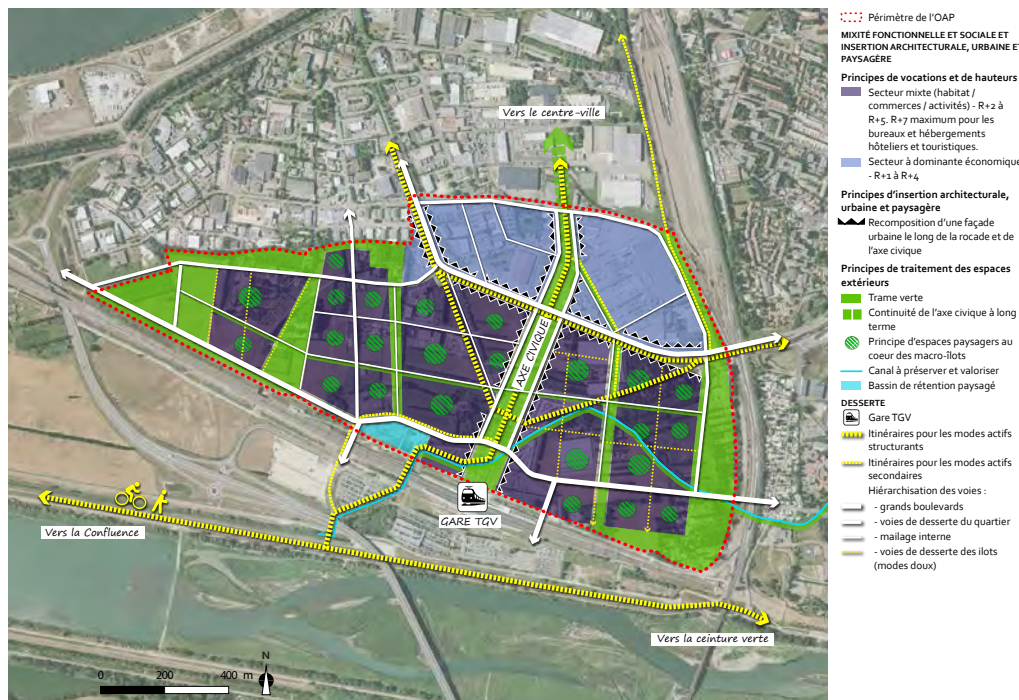 Vers le centre-ville
AXE CIVIQUE
GARE TGV
Vers la Confluence
Vers la ceinture verte
N
0 200 400 m
Périmètre de l'OAP
MIXITÉ FONCTIONNELLE ET SOCIALE ET
INSERTION ARCHITECTURALE, URBAINE ET
PAYSAGÈRE
Principes de vocations et de hauteurs
Secteur mixte (habitat /
commerces / activités) - R+2 à
R+5. R+7 maximum pour les
bureaux et hébergements
hôteliers et touristiques.
Secteur à dominante économique
- R+1 à R+4
Principes d'insertion architecturale,
urbaine et paysagère
Recomposition d'une façade
urbaine le long de la rocade et de
l'axe civique
Principes de traitement des espaces
extérieurs
Trame verte
Continuité de l'axe civique à long
terme
Principe d'espaces paysagers au
coeur des macro-îlots
Canal à préserver et valoriser
Bassin de rétention paysagé
DESSERTE
Gare TGV
Itinéraires pour les modes actifs
structurants
Itinéraires pour les modes actifs
secondaires
Hiérarchisation des voies :
- grands boulevards
- voies de desserte du quartier
- mailage interne
- voies de desserte des ilots
(modes doux)